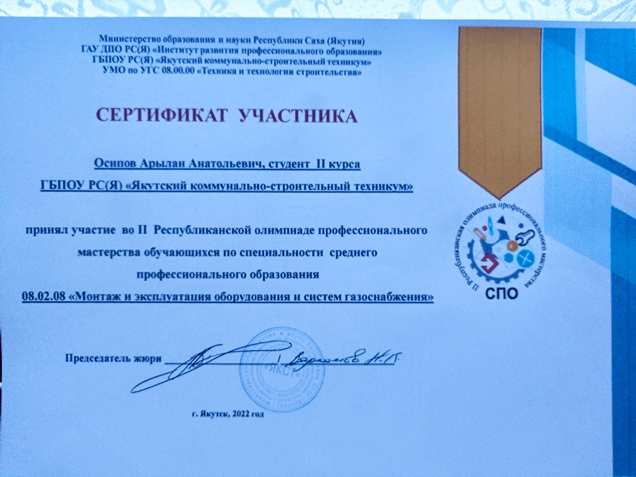 Министерство образования и науки Республики Саха (Якутия)
ГАУ ДПО РС(Я) «Институт развития профессионального образования»
ГБПОУ РС(Я) «Якутский коммунально-строительный техникум»
УМО по УГС 08.00.00 «Техника и технологии строительства»
СЕРТИФИКАТ УЧАСТНИКА
Осипов Арылан Анатольевич, студент II курса
ГБПОУ РС(Я) «Якутский коммунально-строительный техникум»
принял участие во II Республиканской олимпиаде профессионального
мастерства обучающихся по специальности среднего
профессионального образования
08.02.08 «Монтаж и эксплуатация оборудования и систем газоснабжения»
II Республиканская олимпиада профессионального мастерства
СПО
Председатель жюри
«ЯКСТ»
г. Якутск, 2022 год